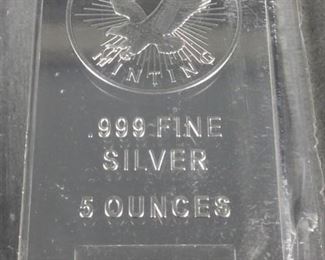 MINTING
.999 FINE
SILVER
5 OUNCES